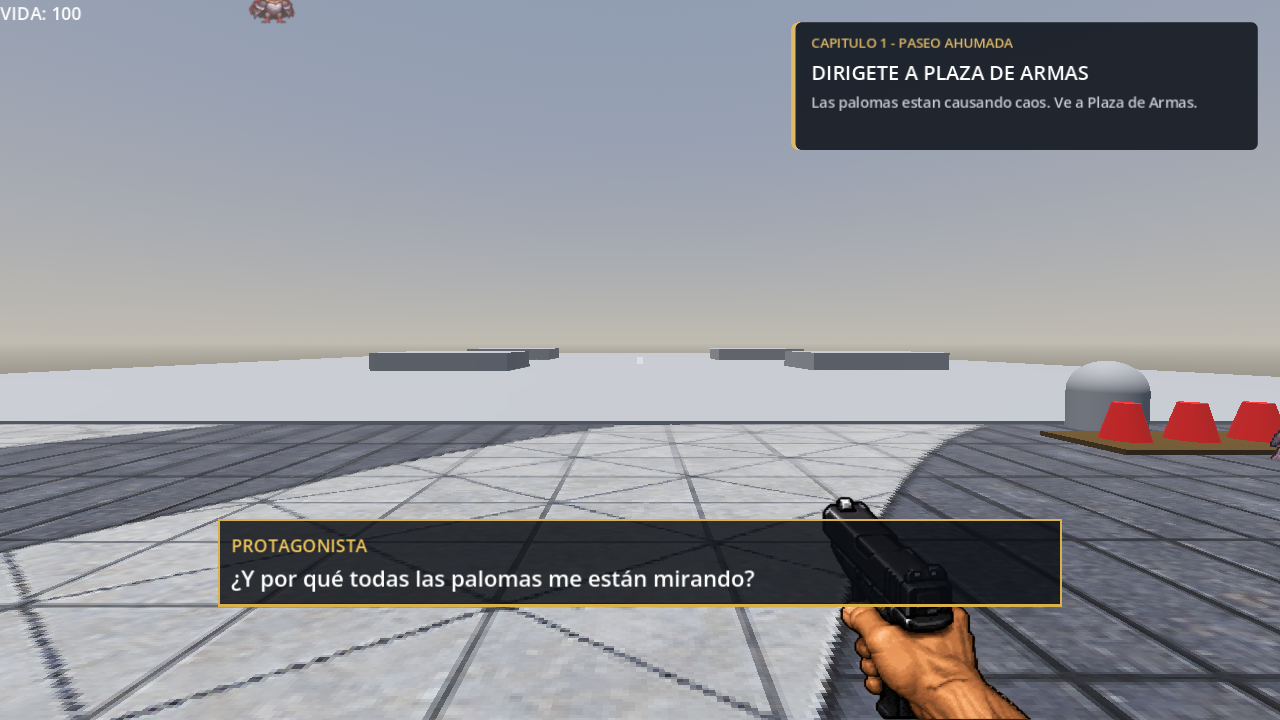 VIDA: 100
CAPITULO 1 - PASEO AHUMADA
DIRIGETE A PLAZA DE ARMAS
Las palomas estan causando caos. Ve a Plaza de Armas.
PROTAGONISTA
¿Y por qué todas las palomas me están mirando?